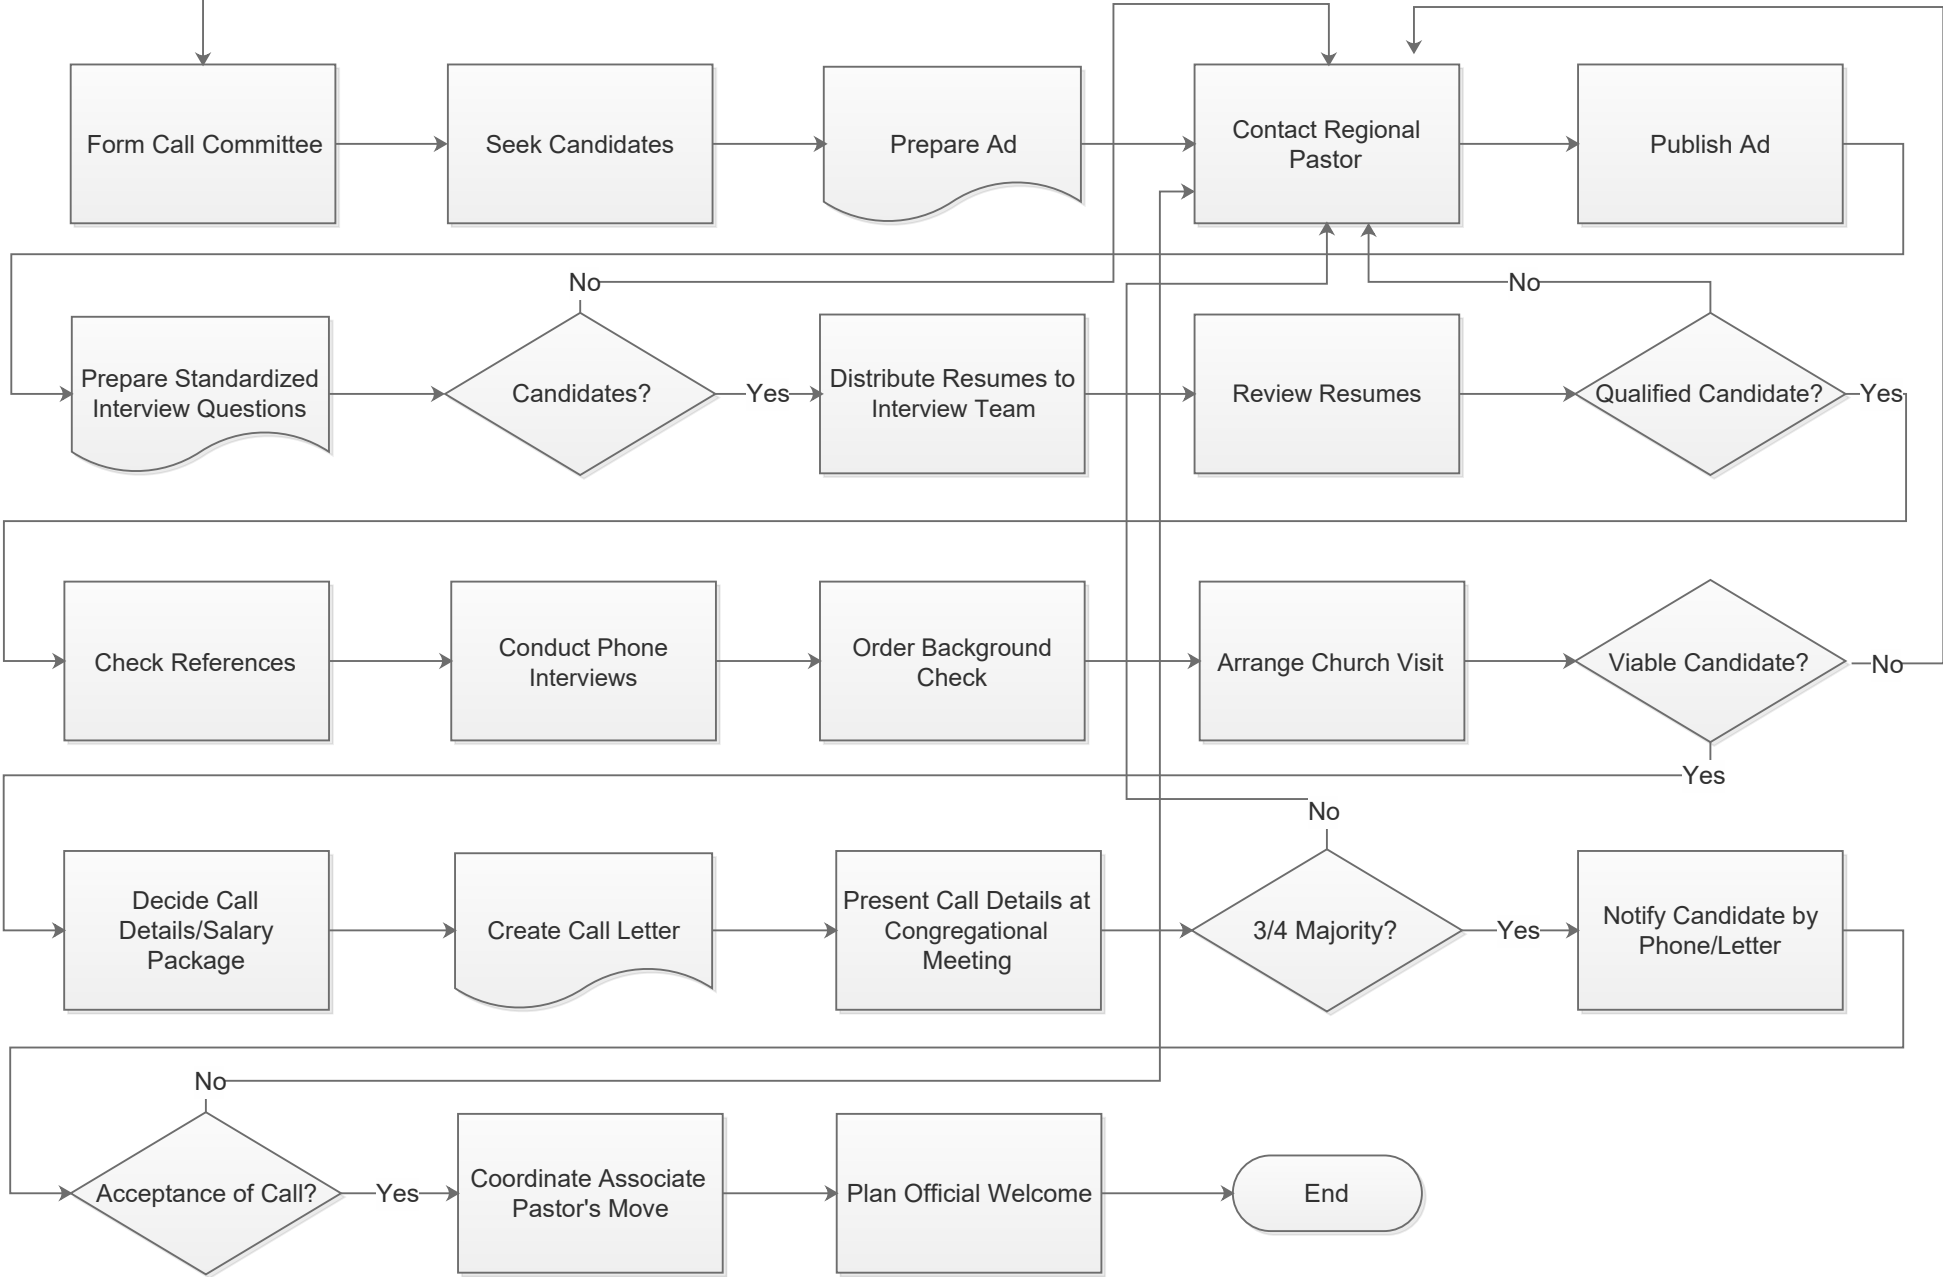 Form Call Committee
Seek Candidates
Prepare Ad
Contact Regional
Pastor
Publish Ad
No
No
Prepare Standardized
Interview Questions
Candidates?
Yes
Distribute Resumes to
Interview Team
Review Resumes
Qualified Candidate?
Yes
Check References
Conduct Phone
Interviews
Order Background
Check
Arrange Church Visit
Viable Candidate?
No
Yes
No
Decide Call
Details/Salary
Package
Create Call Letter
Present Call Details at
Congregational
Meeting
3/4 Majority?
Yes
Notify Candidate by
Phone/Letter
No
Acceptance of Call?
Yes
Coordinate Associate
Pastor's Move
Plan Official Welcome
End